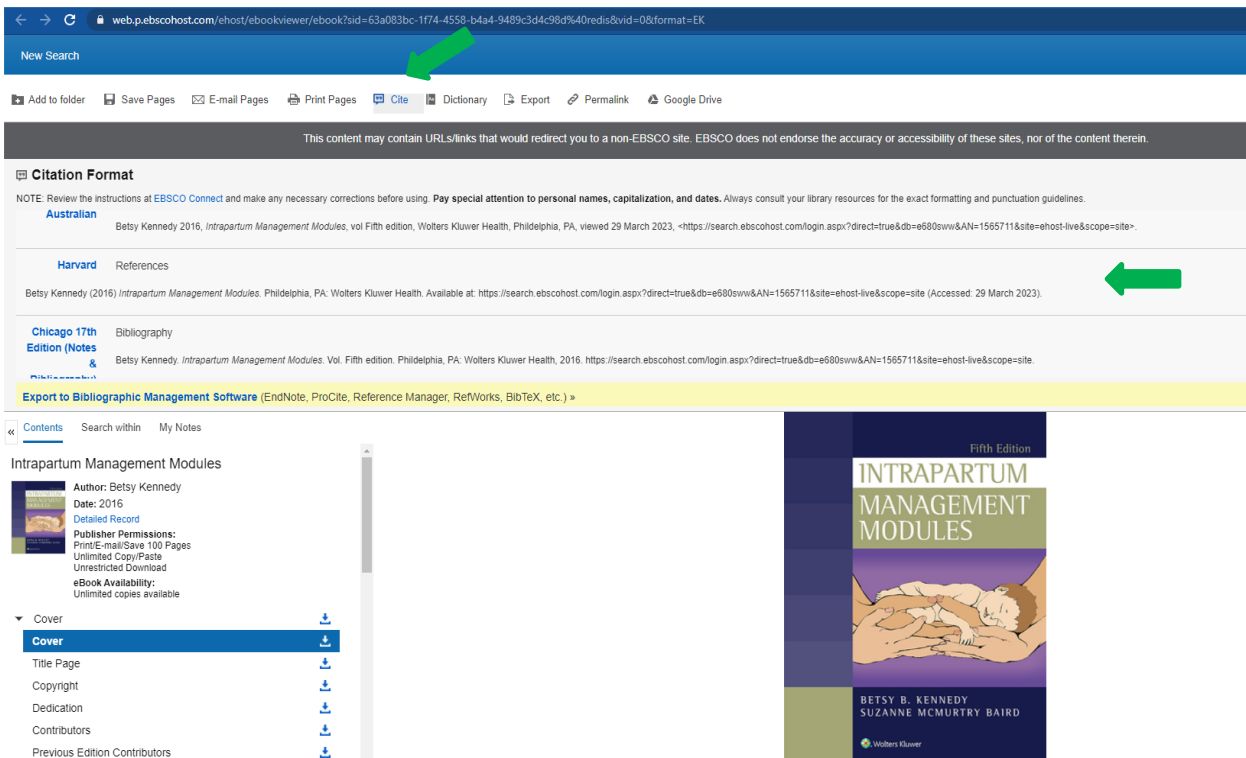 web.p.ebscohost.com/ehost/ebookviewer/ebook?sid=63a083bc-1f74-4558-b4a4-9489c3d4c98d%40redis&vid=0&format=EK
New Search
Add to folder Save Pages E-mail Pages Print Pages Cite Dictionary Export Permalink Google Drive
This content may contain URLs/links that would redirect you to a non-EBSCO site. EBSCO does not endorse the accuracy or accessibility of these sites, nor of the content therein.
Citation Format
NOTE: Review the instructions at EBSCO Connect and make any necessary corrections before using. Pay special attention to personal names, capitalization, and dates. Always consult your library resources for the exact formatting and punctuation guidelines.
Australian
Betsy Kennedy 2016, Intrapartum Management Modules, vol Fifth edition, Wolters Kluwer Health, Phildelphia, PA, viewed 29 March 2023, <https://search.ebscohost.com/login.aspx?direct=true&db=e680sww&AN=1565711&site=ehost-live&scope=site>.
Harvard References
Betsy Kennedy (2016) Intrapartum Management Modules. Phildelphia, PA: Wolters Kluwer Health. Available at: https://search.ebscohost.com/login.aspx?direct=true&db=e680sww&AN=1565711&site=ehost-live&scope=site (Accessed: 29 March 2023).
Chicago 17th Bibliography
Edition (Notes
&
Bibliography)
Betsy Kennedy. Intrapartum Management Modules. Vol. Fifth edition. Phildelphia, PA: Wolters Kluwer Health, 2016. https://search.ebscohost.com/login.aspx?direct=true&db=e680sww&AN=1565711&site=ehost-live&scope=site.
Export to Bibliographic Management Software (EndNote, ProCite, Reference Manager, RefWorks, BibTeX, etc.) »
« Contents Search within My Notes
Intrapartum Management Modules
Author: Betsy Kennedy
Date: 2016
Detailed Record
Publisher Permissions:
Print/E-mail/Save 100 Pages
Unlimited Copy/Paste
Unrestricted Download
eBook Availability:
Unlimited copies available
Cover
Cover
Title Page
Copyright
Dedication
Contributors
Previous Edition Contributors
Fifth Edition
INTRAPARTUM
MANAGEMENT
MODULES
BETSY B. KENNEDY
SUZANNE MCMURTRY BAIRD
Wolters Kluwer